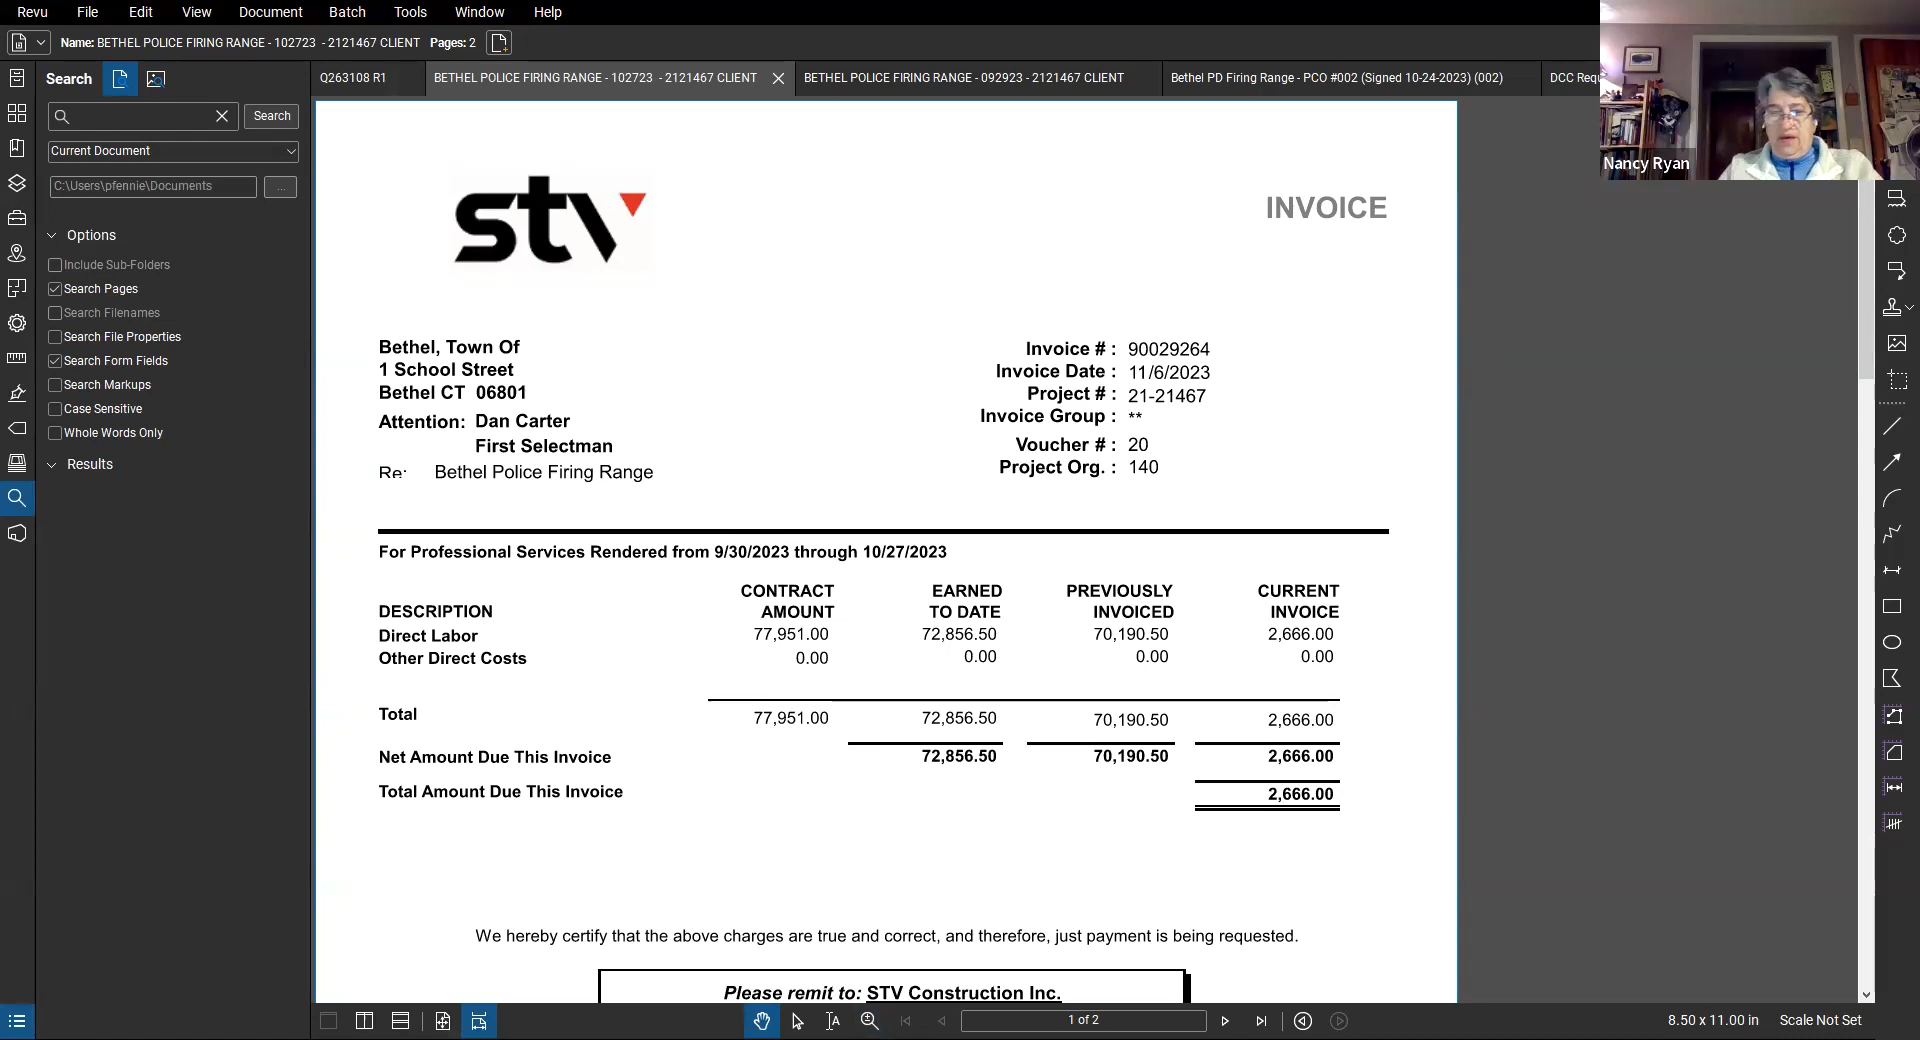 Revu File Edit View Document Batch Tools Window Help
Name: BETHEL POLICE FIRING RANGE - 102723 - 2121467 CLIENT Pages: 2
Search
Q263108 R1
BETHEL POLICE FIRING RANGE - 102723 - 2121467 CLIENT
BETHEL POLICE FIRING RANGE - 092923 - 2121467 CLIENT
Bethel PD Firing Range - PCO #002 (Signed 10-24-2023) (002)
DCC Requ
Nancy Ryan
Search
Current Document
C:\Users\pfennie\Documents
...
Options
Include Sub-Folders
Search Pages
Search Filenames
Search File Properties
Search Form Fields
Search Markups
Case Sensitive
Whole Words Only
Results
stv
INVOICE
Bethel, Town Of
1 School Street
Bethel CT 06801
Attention: Dan Carter
First Selectman
Re: Bethel Police Firing Range
Invoice # : 90029264
Invoice Date : 11/6/2023
Project # : 21-21467
Invoice Group : **
Voucher # : 20
Project Org. : 140
For Professional Services Rendered from 9/30/2023 through 10/27/2023
CONTRACT EARNED PREVIOUSLY CURRENT
DESCRIPTION AMOUNT TO DATE INVOICED INVOICE
Direct Labor 77,951.00 72,856.50 70,190.50 2,666.00
Other Direct Costs 0.00 0.00 0.00 0.00
Total 77,951.00 72,856.50 70,190.50 2,666.00
Net Amount Due This Invoice 72,856.50 70,190.50 2,666.00
Total Amount Due This Invoice 2,666.00
We hereby certify that the above charges are true and correct, and therefore, just payment is being requested.
Please remit to: STV Construction Inc.
1 of 2
8.50 x 11.00 in Scale Not Set